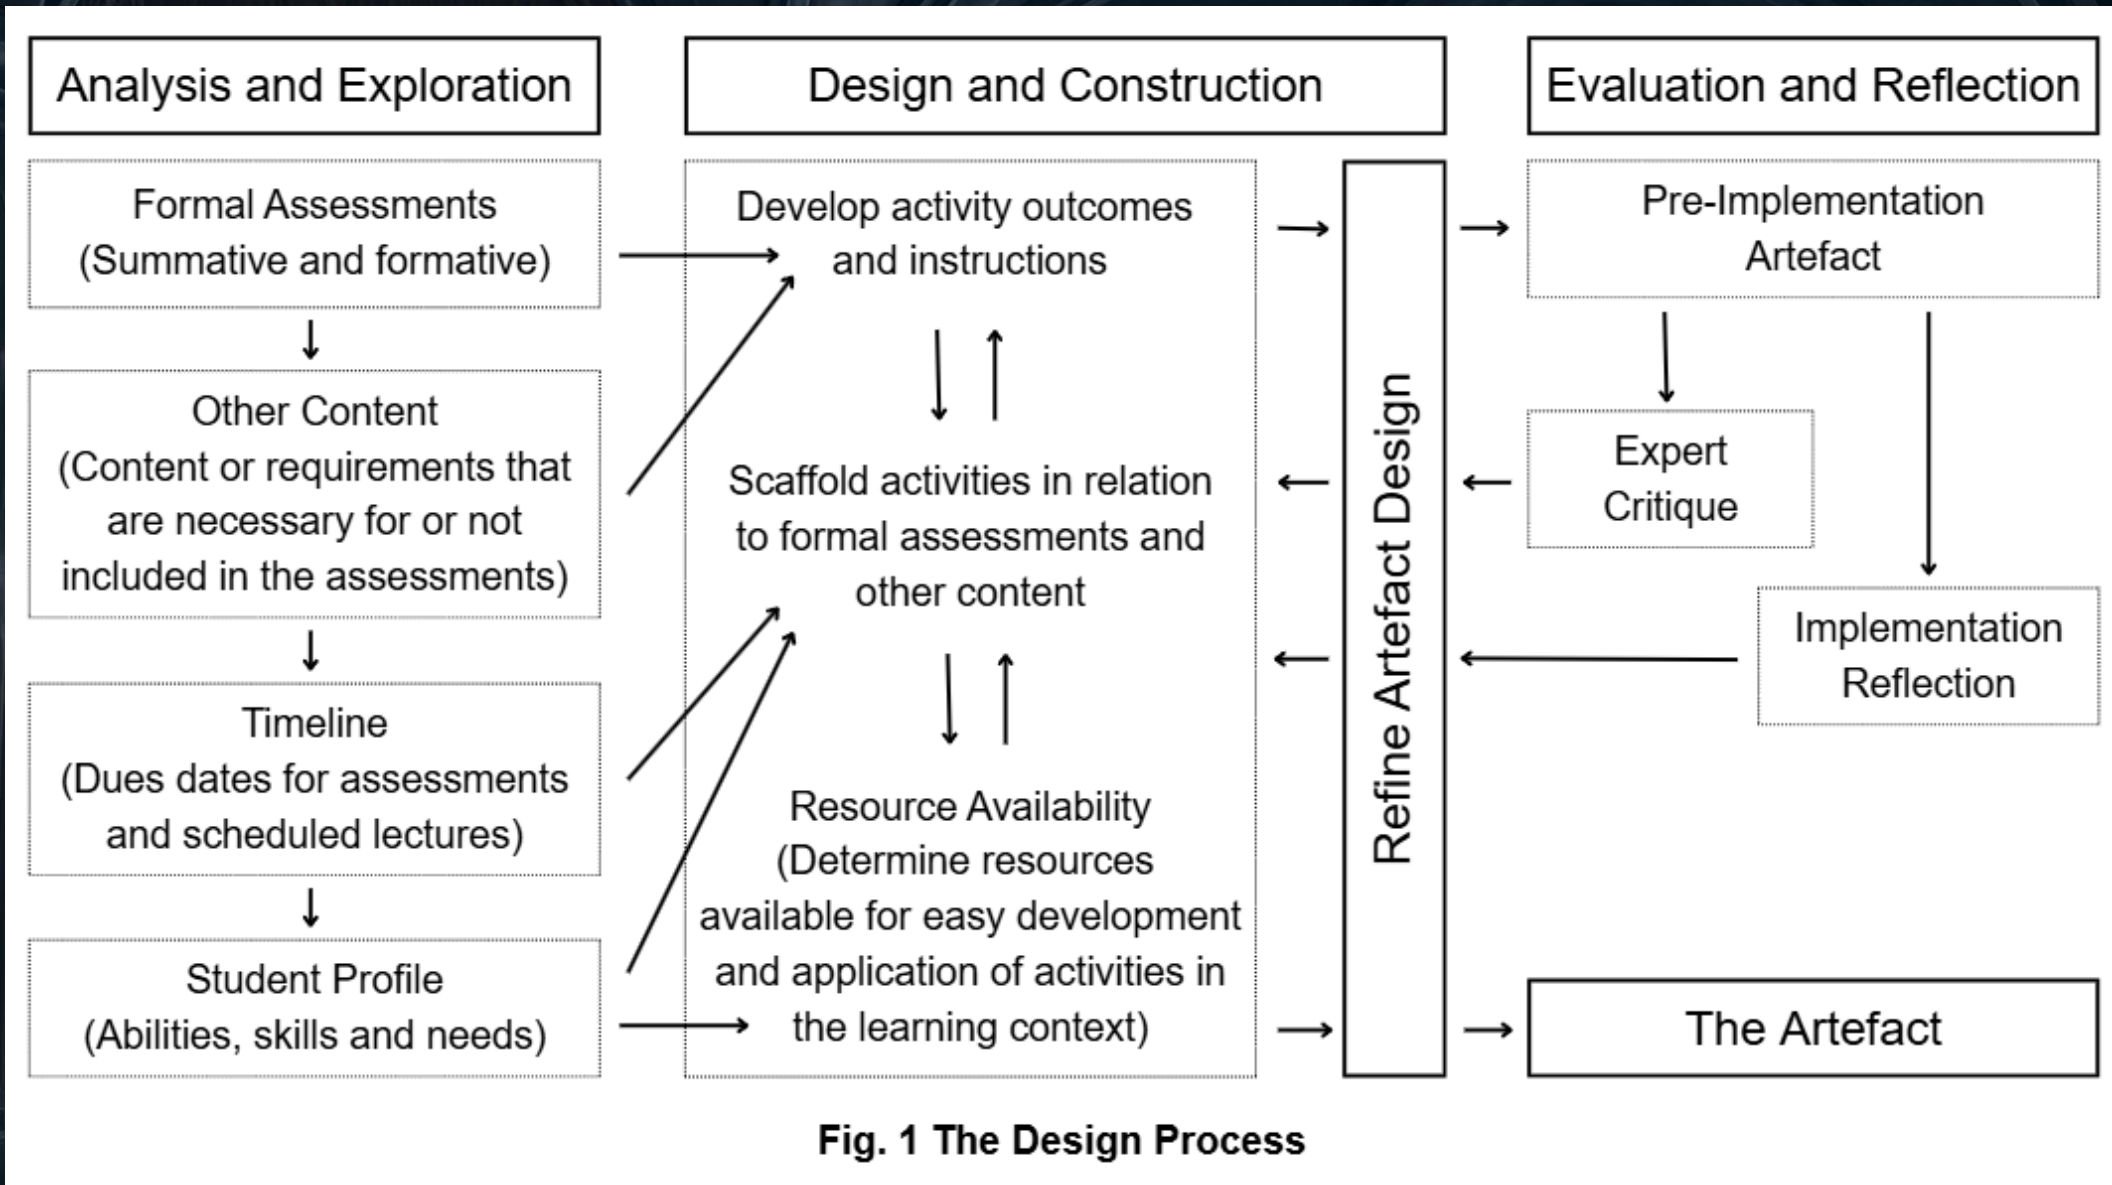 Analysis and Exploration
Formal Assessments
(Summative and formative)
Other Content
(Content or requirements that
are necessary for or not
included in the assessments)
Timeline
(Dues dates for assessments
and scheduled lectures)
Student Profile
(Abilities, skills and needs)
Design and Construction
Develop activity outcomes
and instructions
Scaffold activities in relation
to formal assessments and
other content
Resource Availability
(Determine resources
available for easy development
and application of activities in
the learning context)
Refine Artefact Design
Evaluation and Reflection
Pre-Implementation
Artefact
Expert
Critique
Implementation
Reflection
The Artefact
Fig. 1 The Design Process